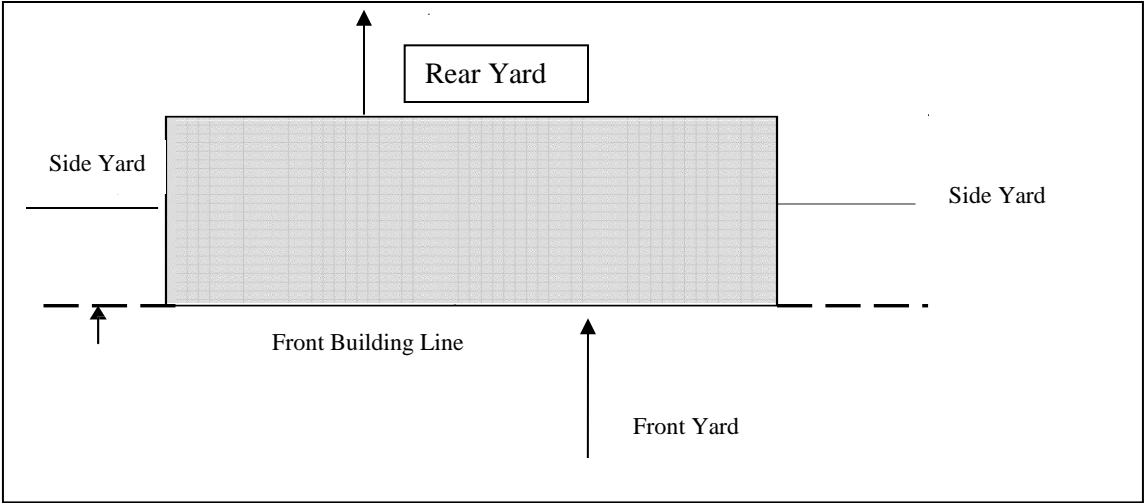 Rear Yard
Side Yard
Side Yard
Front Building Line
Front Yard